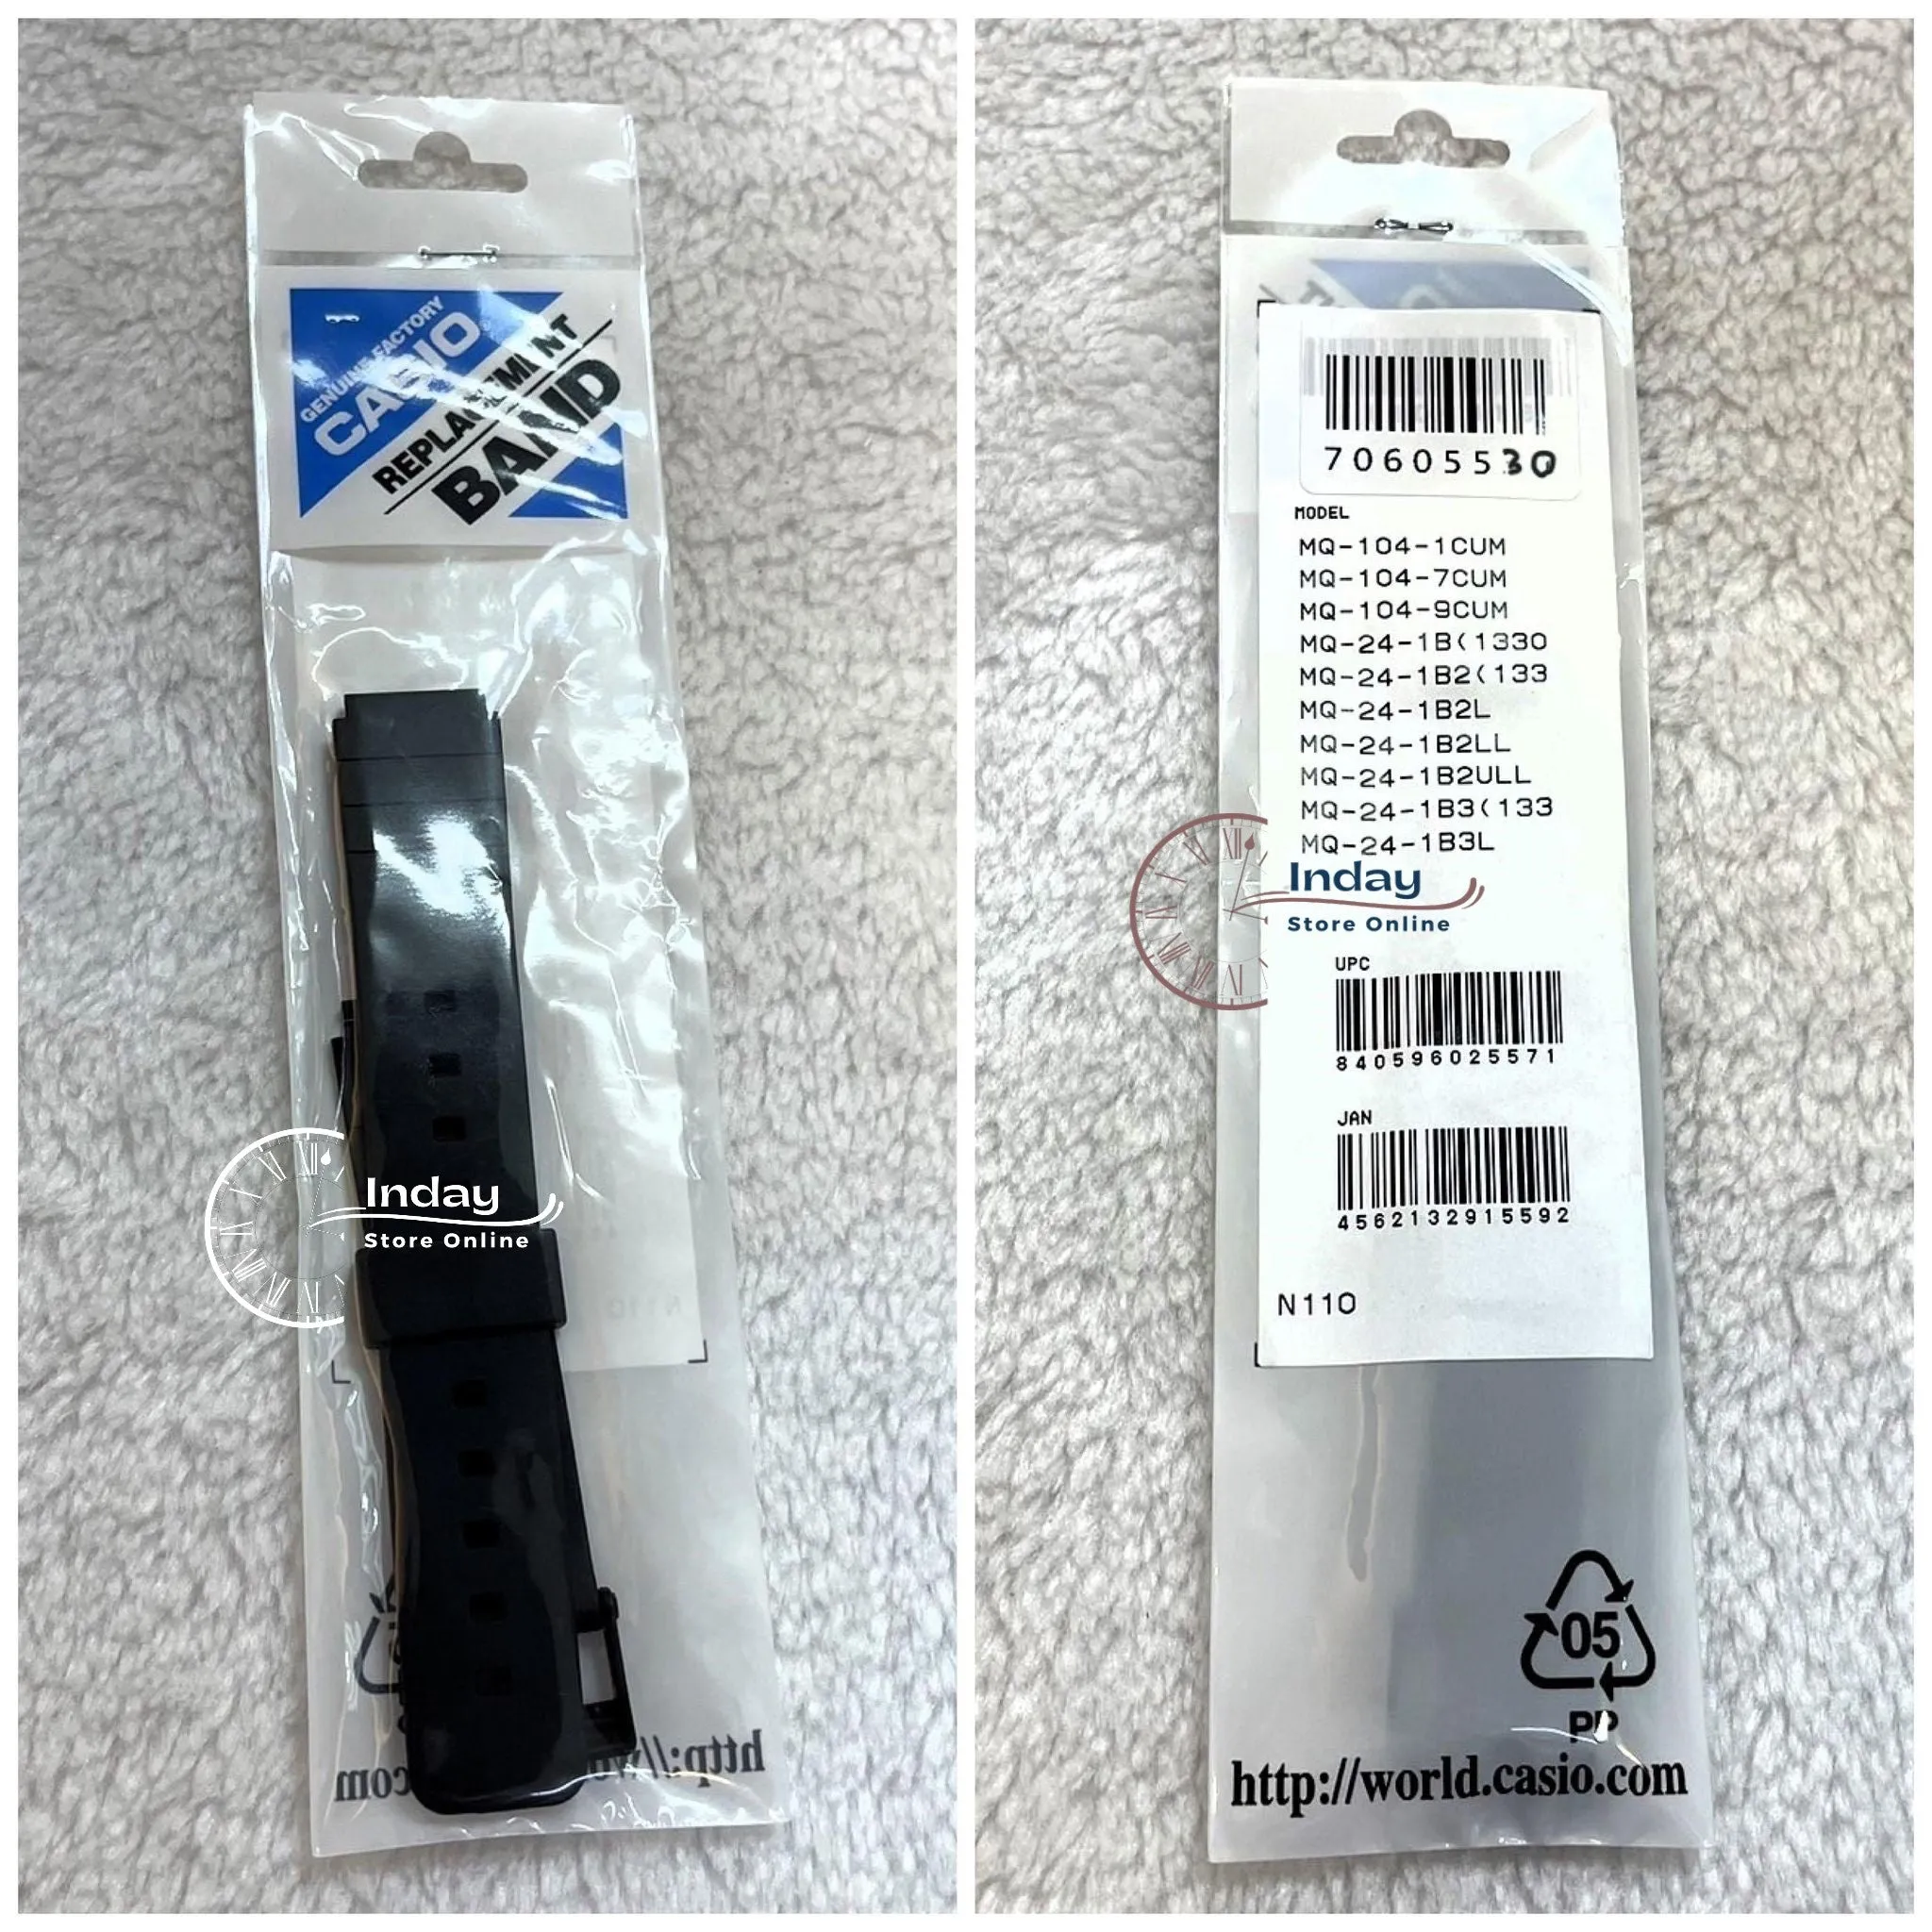 GENUINE FACTORY
CASIO
REPLACEMENT
BAND
Inday
Store Online
N110
http://wo
com
70605530
MODEL
MQ-104-1CUM
MQ-104-7CUM
MQ-104-9CUM
MQ-24-1B(1330
MQ-24-1B2(133
MQ-24-1B2L
MQ-24-1B2LL
MQ-24-1B2ULL
MQ-24-1B3(133
MQ-24-1B3L
Inday
Store Online
UPC
840596025571
JAN
4562132915592
N110
05
PP
http://world.casio.com